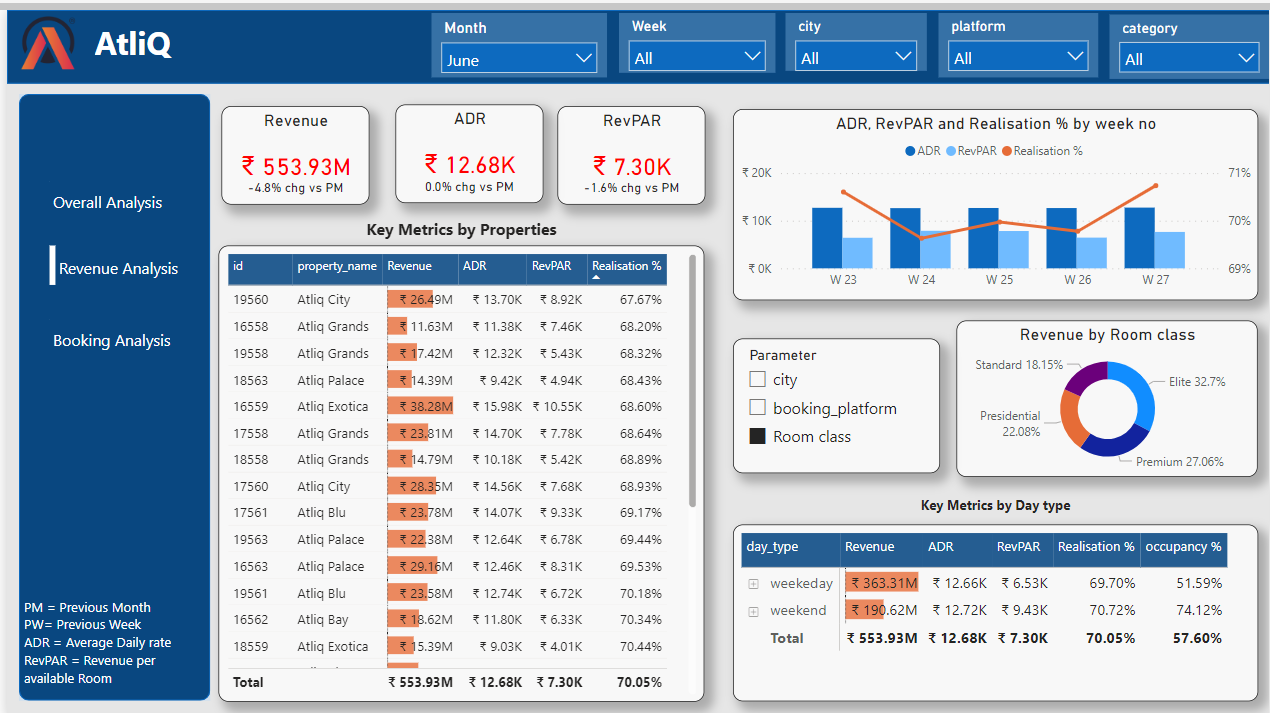 AtliQ
Month
June
Week
All
city
All
platform
All
category
All
Overall Analysis
Revenue Analysis
Booking Analysis
PM = Previous Month
PW= Previous Week
ADR = Average Daily rate
RevPAR = Revenue per
available Room
Revenue
₹ 553.93M
-4.8% chg vs PM
ADR
₹ 12.68K
0.0% chg vs PM
RevPAR
₹ 7.30K
-1.6% chg vs PM
Key Metrics by Properties
id property_name Revenue ADR RevPAR Realisation %
19560 Atliq City ₹ 26.49M ₹ 13.70K ₹ 8.92K 67.67%
16558 Atliq Grands ₹ 11.63M ₹ 11.38K ₹ 7.46K 68.20%
19558 Atliq Grands ₹ 17.42M ₹ 12.32K ₹ 5.43K 68.32%
18563 Atliq Palace ₹ 14.39M ₹ 9.42K ₹ 4.94K 68.43%
16559 Atliq Exotica ₹ 38.28M ₹ 15.98K ₹ 10.55K 68.60%
17558 Atliq Grands ₹ 23.81M ₹ 14.70K ₹ 7.78K 68.64%
18558 Atliq Grands ₹ 14.79M ₹ 10.18K ₹ 5.42K 68.89%
17560 Atliq City ₹ 28.35M ₹ 14.56K ₹ 7.68K 68.93%
17561 Atliq Blu ₹ 23.78M ₹ 14.07K ₹ 9.33K 69.17%
19563 Atliq Palace ₹ 22.38M ₹ 12.64K ₹ 6.78K 69.44%
16563 Atliq Palace ₹ 29.16M ₹ 12.46K ₹ 8.31K 69.53%
19561 Atliq Blu ₹ 23.58M ₹ 12.74K ₹ 6.72K 70.18%
16562 Atliq Bay ₹ 18.62M ₹ 11.80K ₹ 6.33K 70.34%
18559 Atliq Exotica ₹ 15.39M ₹ 9.03K ₹ 4.01K 70.44%
Total ₹ 553.93M ₹ 12.68K ₹ 7.30K 70.05%
ADR, RevPAR and Realisation % by week no
ADR RevPAR Realisation %
₹ 20K 71%
₹ 10K 70%
₹ 0K 69%
W 23 W 24 W 25 W 26 W 27
Parameter
city
booking_platform
Room class
Revenue by Room class
Standard 18.15%
Elite 32.7%
Presidential
22.08%
Premium 27.06%
Key Metrics by Day type
day_type Revenue ADR RevPAR Realisation % occupancy %
weekeday ₹ 363.31M ₹ 12.66K ₹ 6.53K 69.70% 51.59%
weekend ₹ 190.62M ₹ 12.72K ₹ 9.43K 70.72% 74.12%
Total ₹ 553.93M ₹ 12.68K ₹ 7.30K 70.05% 57.60%